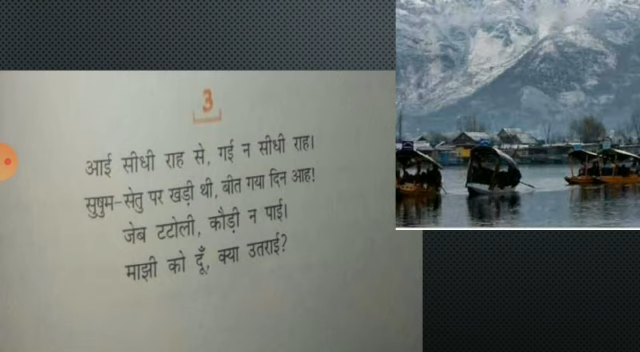 3
आई सीधी राह से, गई न सीधी राह।
सुषुम-सेतु पर खड़ी थी, बीत गया दिन आह!
जेब टटोली, कौड़ी न पाई।
माझी को दूँ, क्या उतराई?